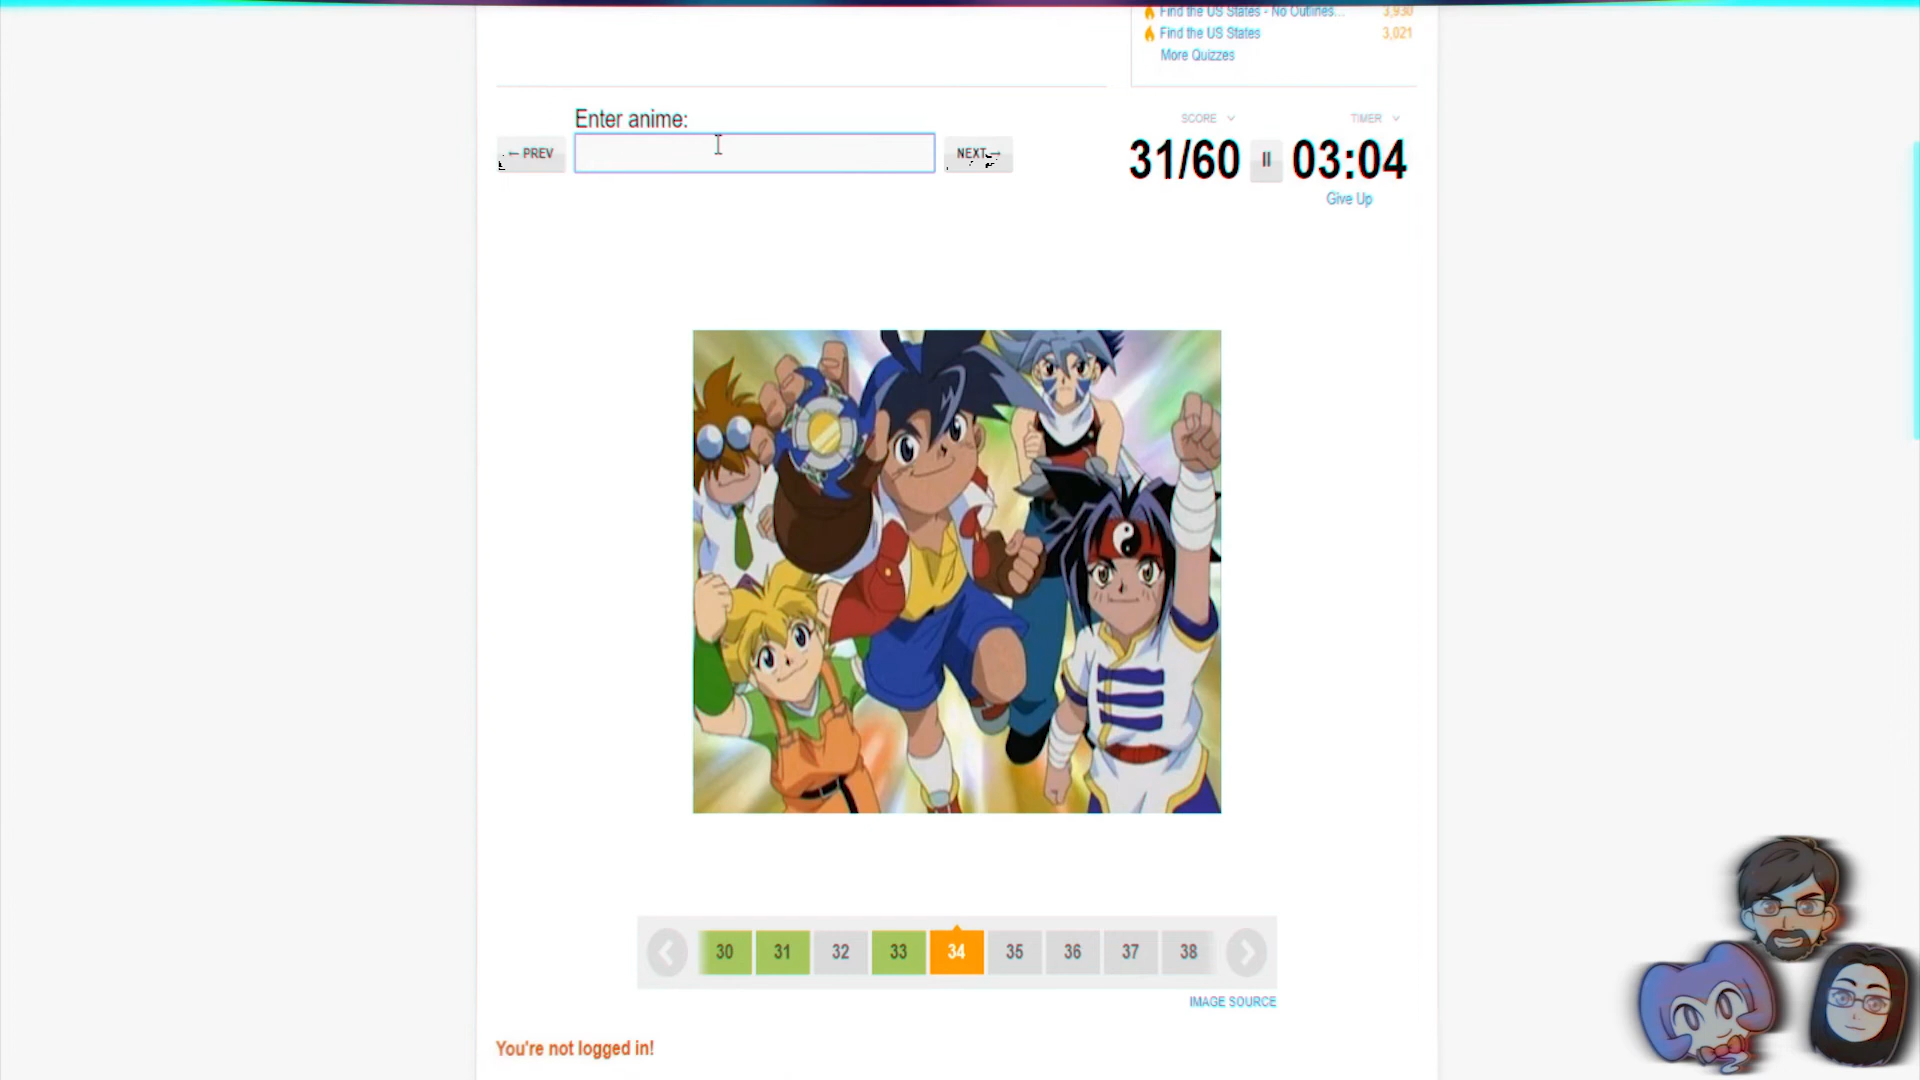 Find the US States - No Outlines... 3,930
Find the US States 3,021
More Quizzes
Enter anime:
← PREV
NEXT →
SCORE
TIMER
31/60
03:04
Give Up
30 31 32 33 34 35 36 37 38
IMAGE SOURCE
You're not logged in!